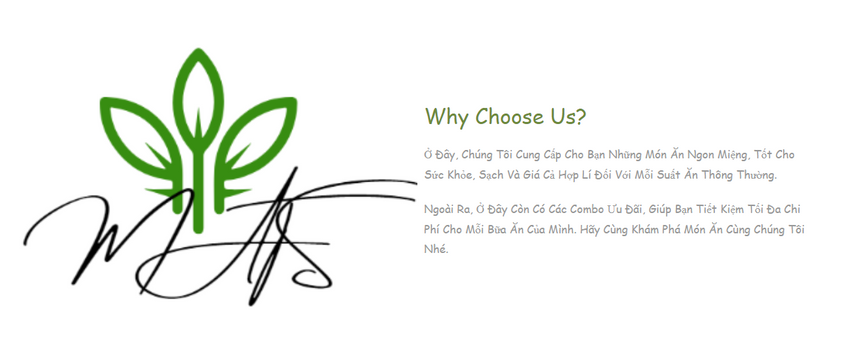 Why Choose Us?
Ở Đây, Chúng Tôi Cung Cấp Cho Bạn Những Món Ăn Ngon Miệng, Tốt Cho
Sức Khỏe, Sạch Và Giá Cả Hợp Lí Đối Với Mỗi Suất Ăn Thông Thường.
Ngoài Ra, Ở Đây Còn Có Các Combo Ưu Đãi, Giúp Bạn Tiết Kiệm Tối Đa Chi
Phí Cho Mỗi Bữa Ăn Của Mình. Hãy Cùng Khám Phá Món Ăn Cùng Chúng Tôi
Nhé.